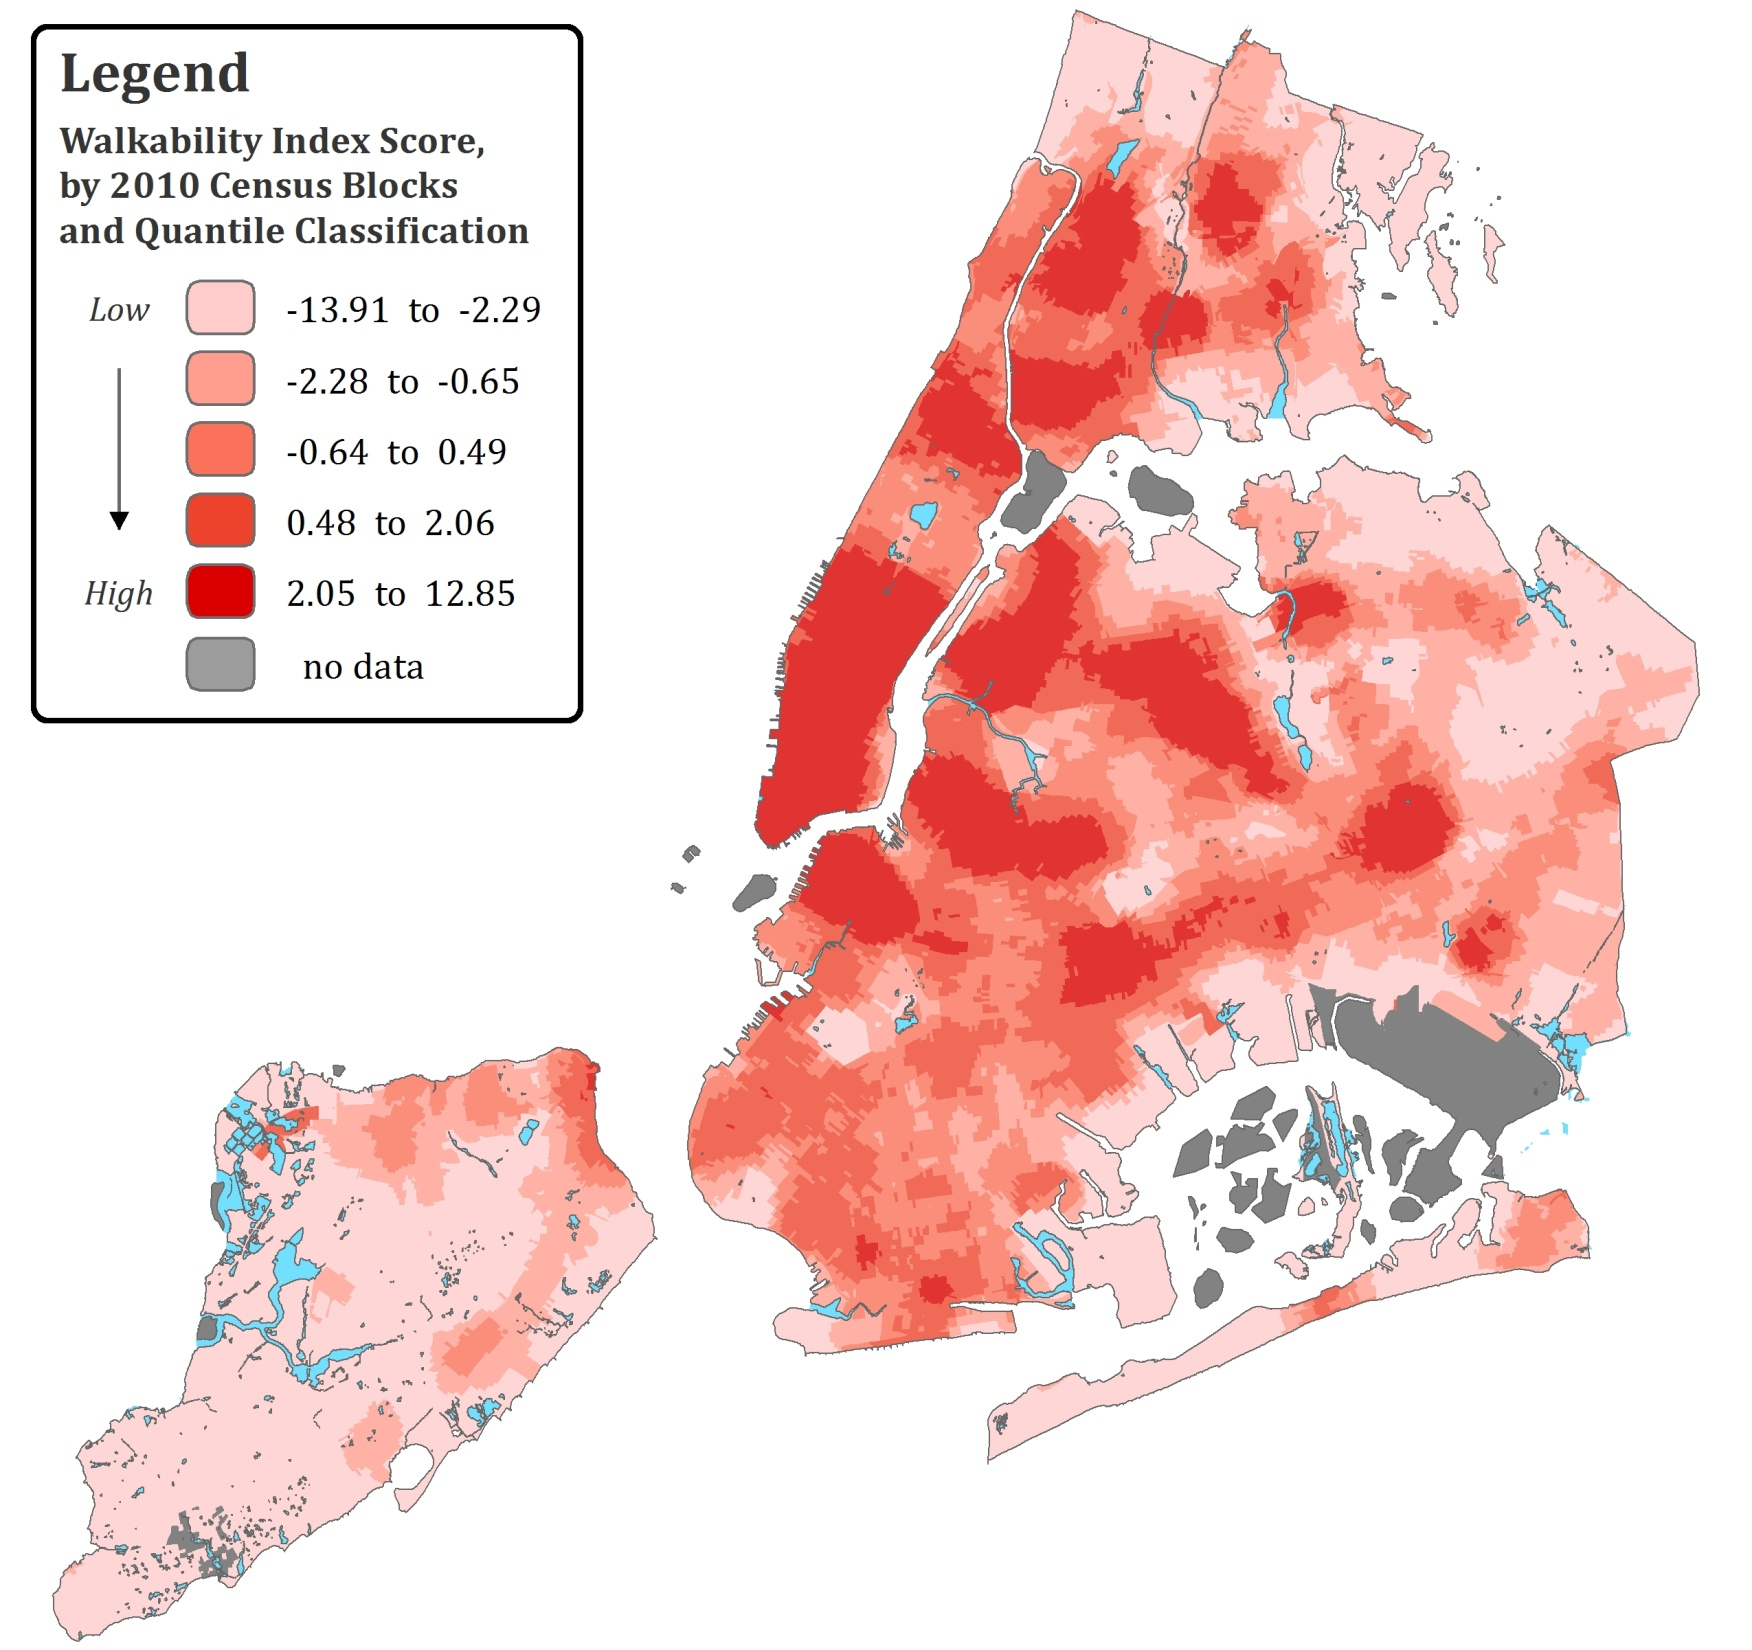 Legend
Walkability Index Score,
by 2010 Census Blocks
and Quantile Classification
Low -13.91 to -2.29
-2.28 to -0.65
-0.64 to 0.49
0.48 to 2.06
High 2.05 to 12.85
no data